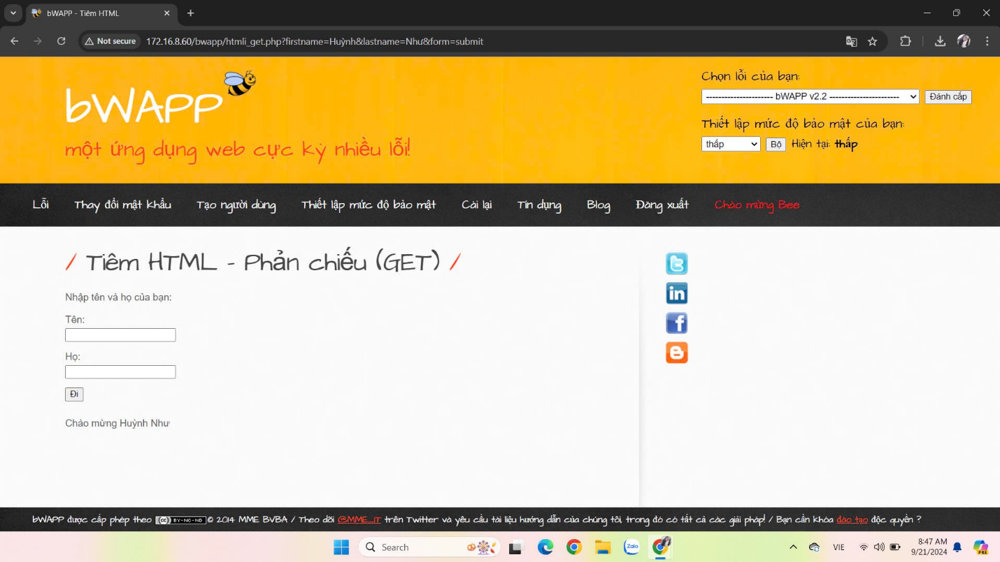 bWAPP - Tiêm HTML
Not secure 172.16.8.60/bwapp/htmli_get.php?firstname=Huỳnh&lastname=Như&form=submit
bWAPP
một ứng dụng web cực kỳ nhiều lỗi!
Chọn lỗi của bạn:
---------------------- bWAPP v2.2 ----------------------- Đánh cắp
Thiết lập mức độ bảo mật của bạn:
thấp Bộ Hiện tại: thấp
Lỗi Thay đổi mật khẩu Tạo người dùng Thiết lập mức độ bảo mật Cài lại Tín dụng Blog Đăng xuất Chào mừng Bee
/ Tiêm HTML - Phản chiếu (GET) /
Nhập tên và họ của bạn:
Tên:
Họ:
Đi
Chào mừng Huỳnh Như
bWAPP được cấp phép theo (cc) BY-NC-ND © 2014 MME BVBA / Theo dõi @MME_IT trên Twitter và yêu cầu tài liệu hướng dẫn của chúng tôi, trong đó có tất cả các giải pháp! / Bạn cần khóa đào tạo độc quyền ?
Search
Zalo
VIE
8:47 AM
9/21/2024
PRE